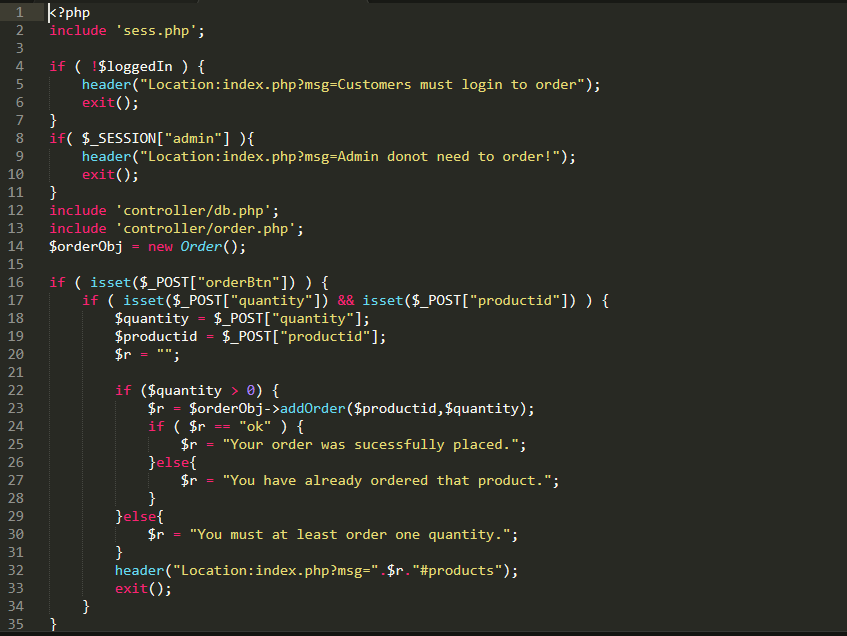 1 <?php
2 include 'sess.php';
3
4 if ( !$loggedIn ) {
5     header("Location:index.php?msg=Customers must login to order");
6     exit();
7 }
8 if( $_SESSION["admin"] ){
9     header("Location:index.php?msg=Admin donot need to order!");
10     exit();
11 }
12 include 'controller/db.php';
13 include 'controller/order.php';
14 $orderObj = new Order();
15
16 if ( isset($_POST["orderBtn"]) ) {
17     if ( isset($_POST["quantity"]) && isset($_POST["productid"]) ) {
18         $quantity = $_POST["quantity"];
19         $productid = $_POST["productid"];
20         $r = "";
21
22         if ($quantity > 0) {
23             $r = $orderObj->addOrder($productid,$quantity);
24             if ( $r == "ok" ) {
25                 $r = "Your order was sucessfully placed.";
26             }else{
27                 $r = "You have already ordered that product.";
28             }
29         }else{
30             $r = "You must at least order one quantity.";
31         }
32         header("Location:index.php?msg=".$r."#products");
33         exit();
34     }
35 }